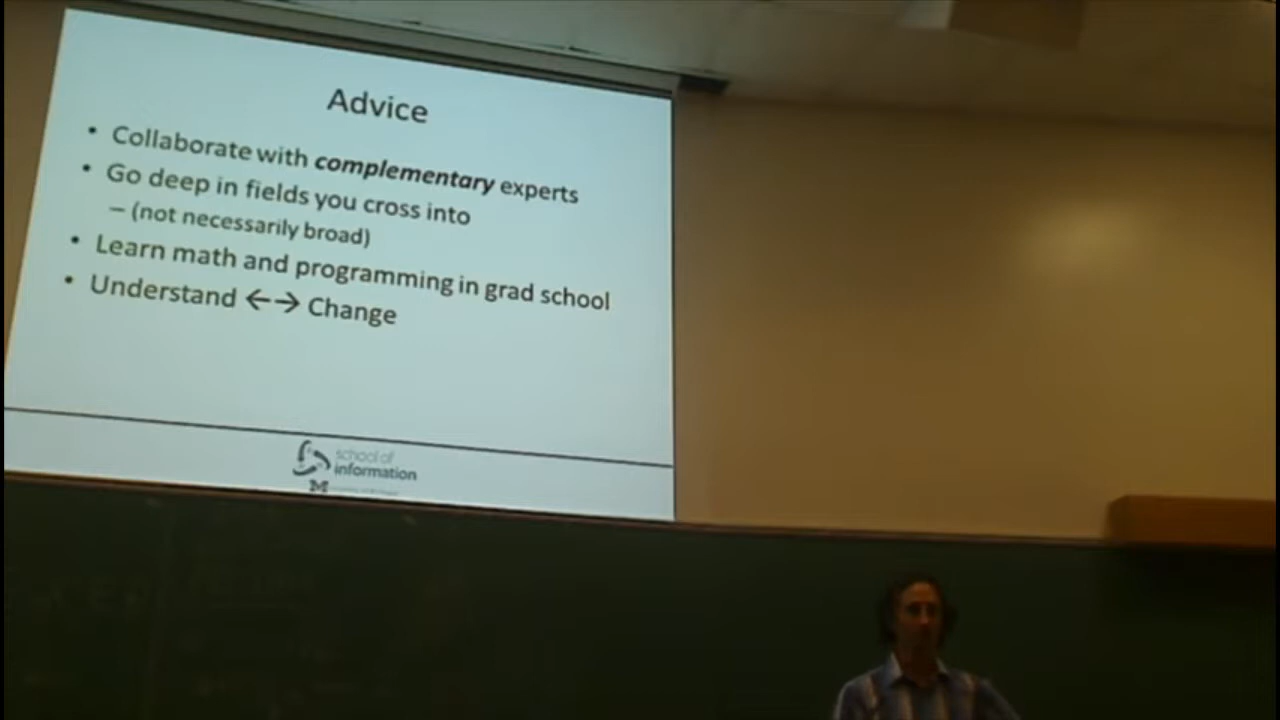 Advice
• Collaborate with complementary experts
• Go deep in fields you cross into
– (not necessarily broad)
• Learn math and programming in grad school
• Understand ←→ Change
school of
information
M